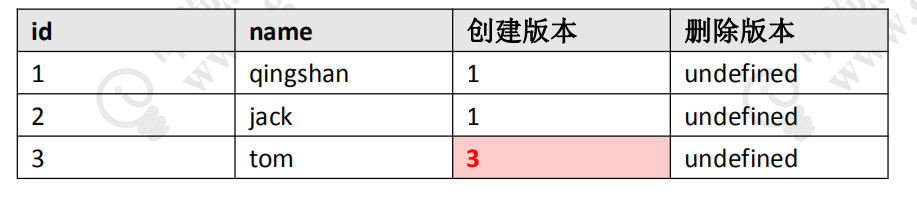 id name 创建版本 删除版本
1 qingshan 1 undefined
2 jack 1 undefined
3 tom 3 undefined